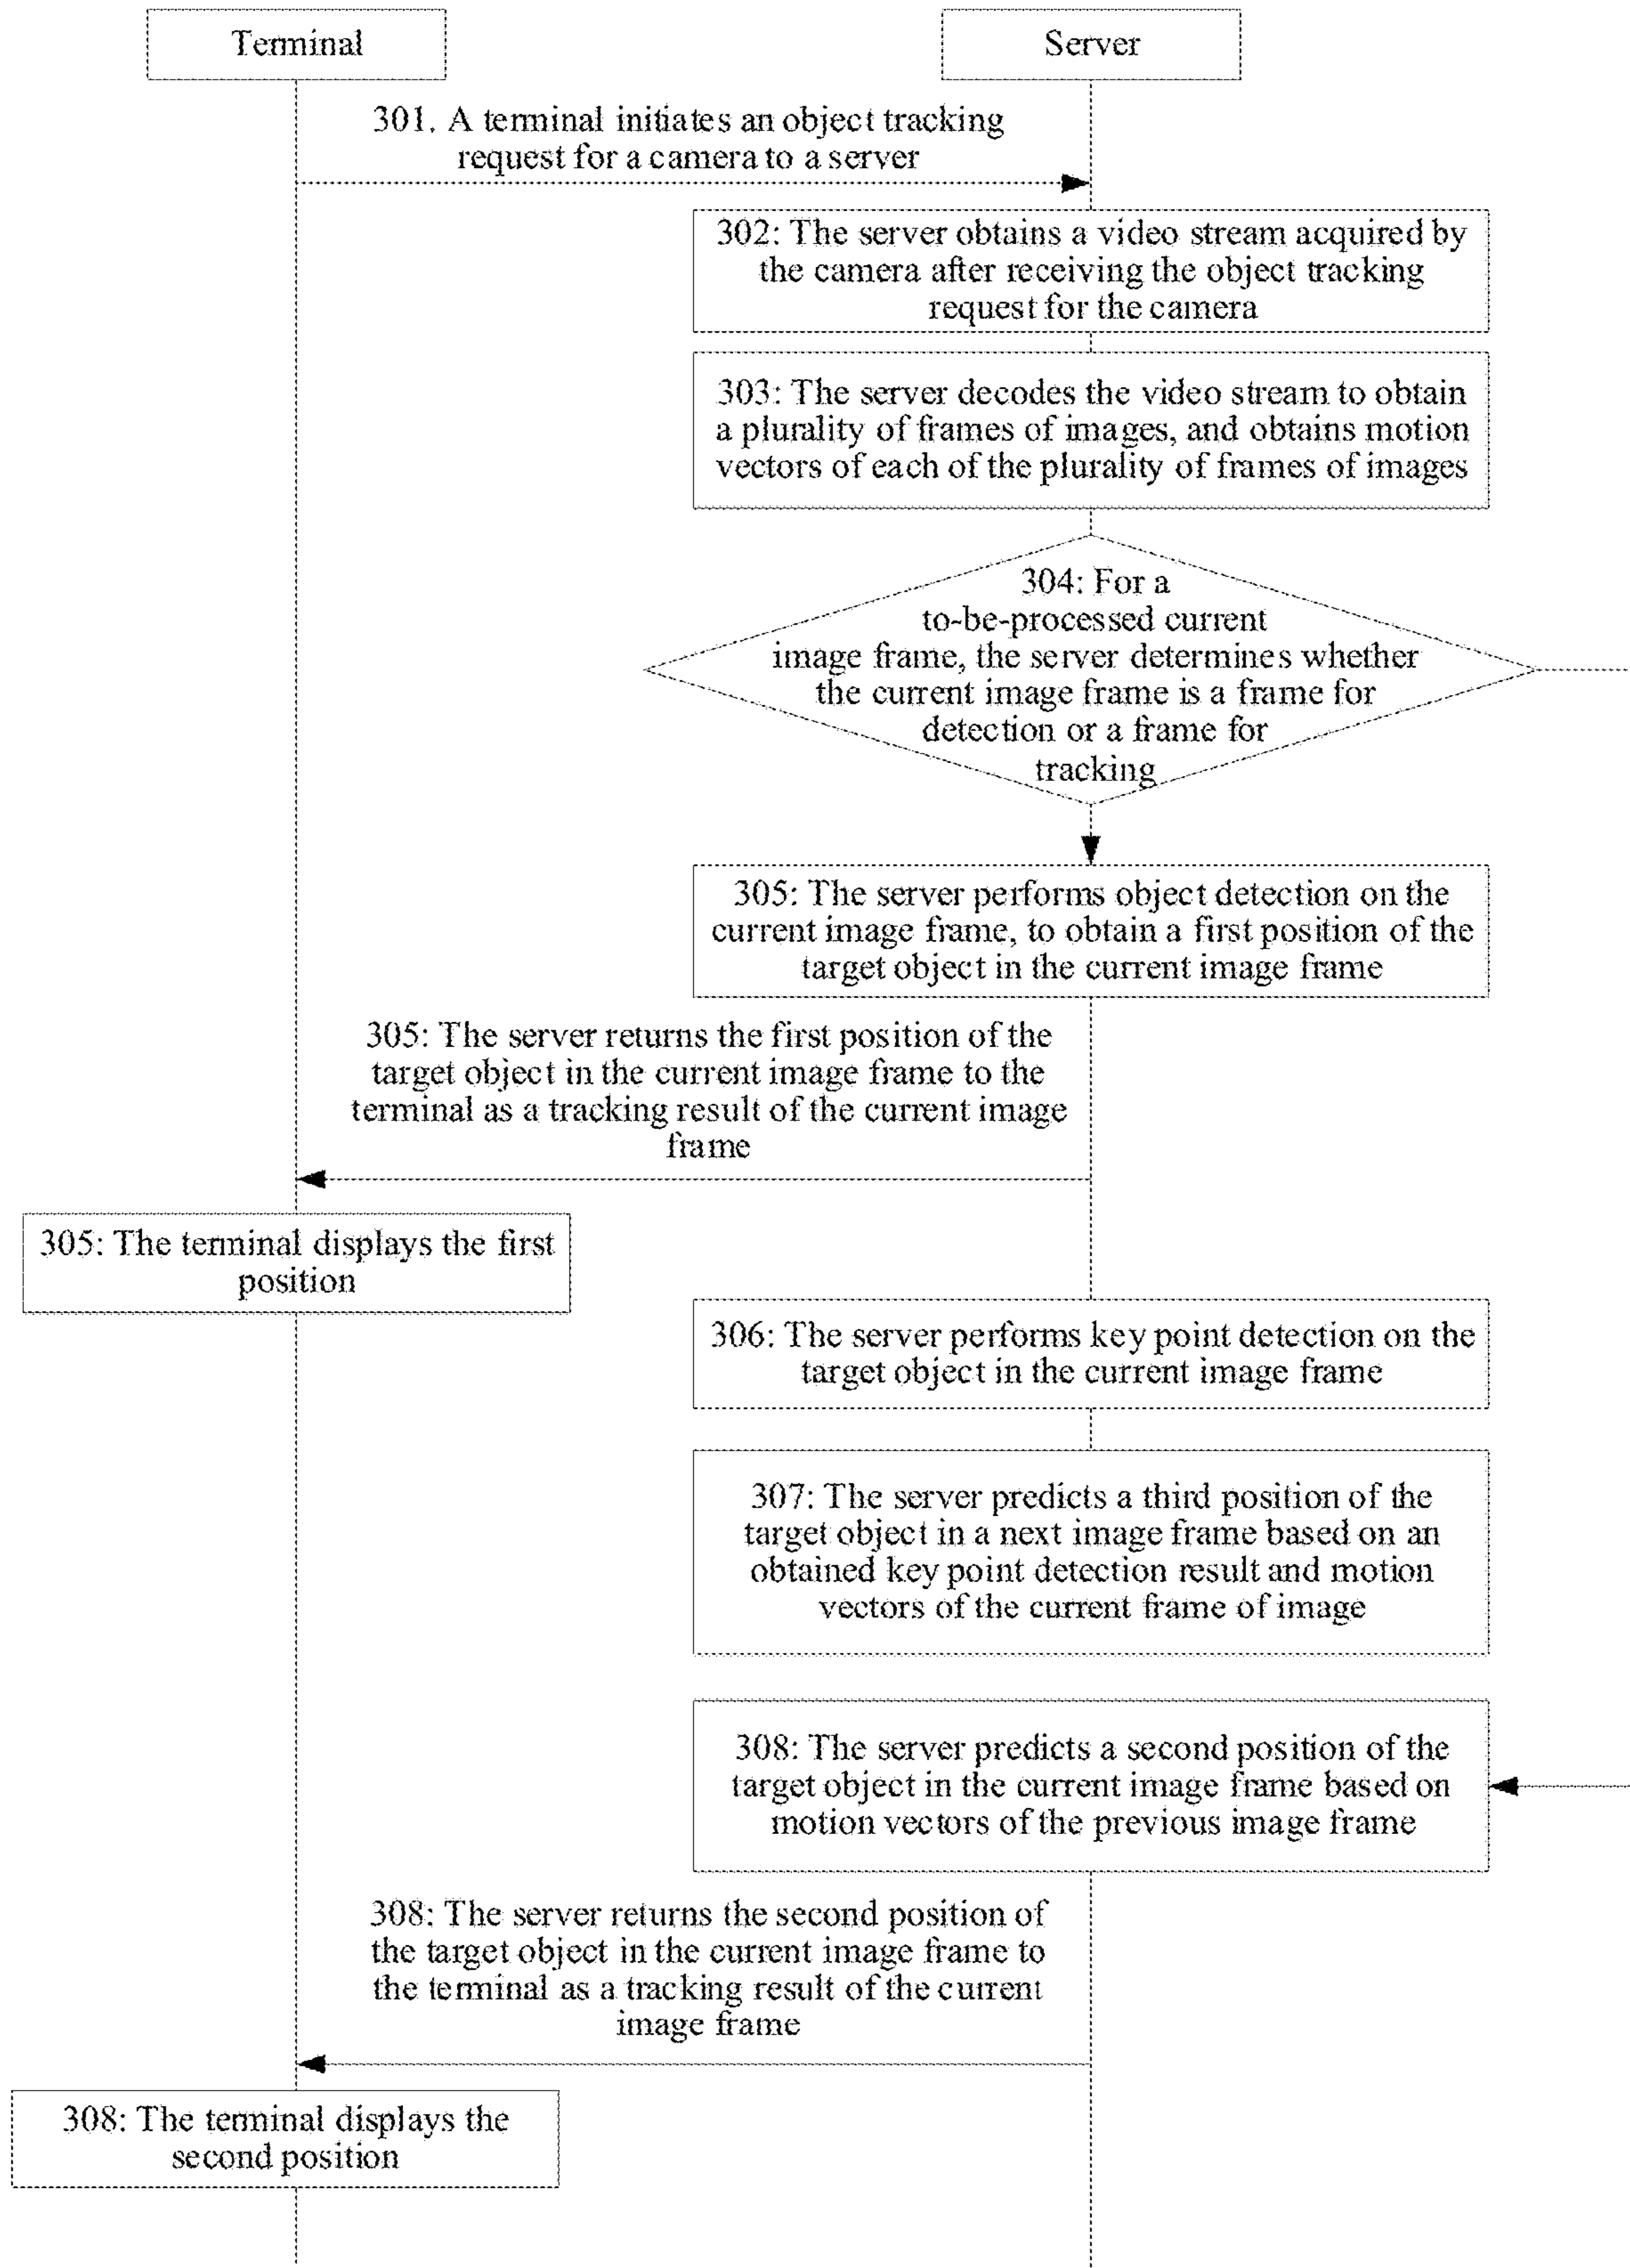 Terminal
Server
301. A terminal initiates an object tracking
request for a camera to a server
302: The server obtains a video stream acquired by
the camera after receiving the object tracking
request for the camera
303: The server decodes the video stream to obtain
a plurality of frames of images, and obtains motion
vectors of each of the plurality of frames of images
304: For a
to-be-processed current
image frame, the server determines whether
the current image frame is a frame for
detection or a frame for
tracking
305: The server performs object detection on the
current image frame, to obtain a first position of the
target object in the current image frame
305: The server returns the first position of the
target object in the current image frame to the
terminal as a tracking result of the current image
frame
305: The terminal displays the first
position
306: The server performs key point detection on the
target object in the current image frame
307: The server predicts a third position of the
target object in a next image frame based on an
obtained key point detection result and motion
vectors of the current frame of image
308: The server predicts a second position of the
target object in the current image frame based on
motion vectors of the previous image frame
308: The server returns the second position of
the target object in the current image frame to
the terminal as a tracking result of the current
image frame
308: The terminal displays the
second position